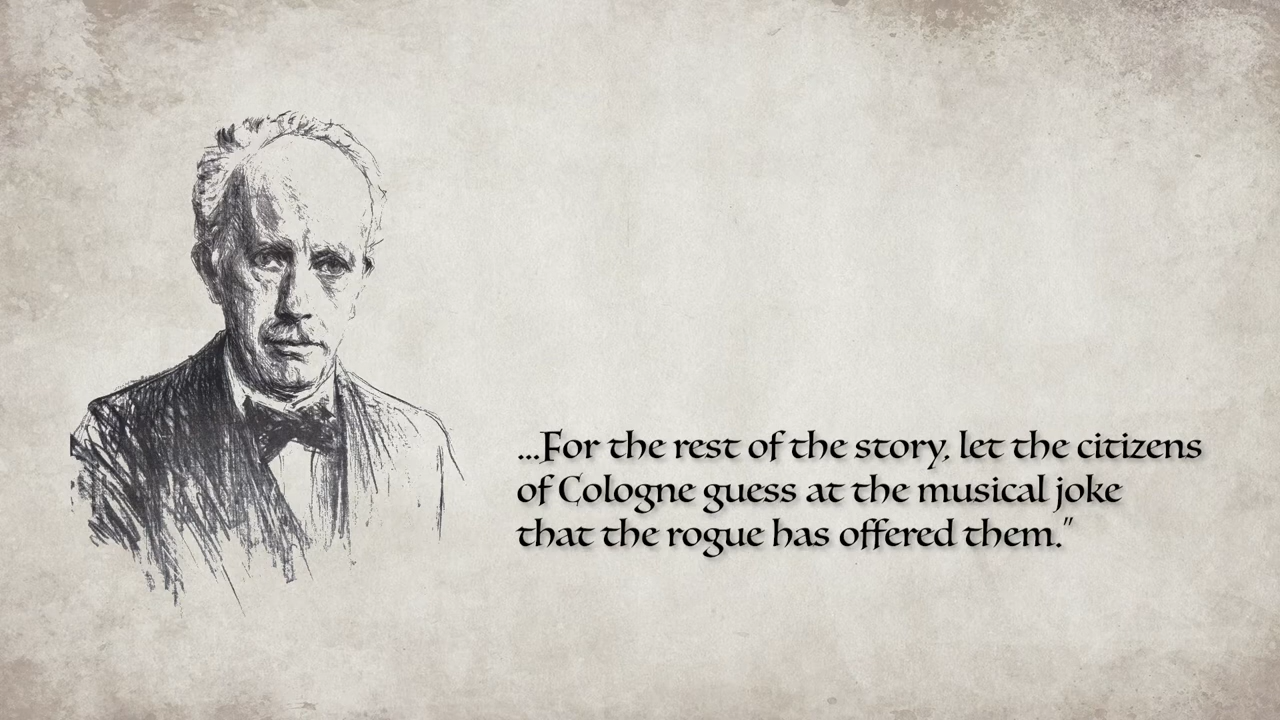 ...For the rest of the story, let the citizens
of Cologne guess at the musical joke
that the rogue has offered them."